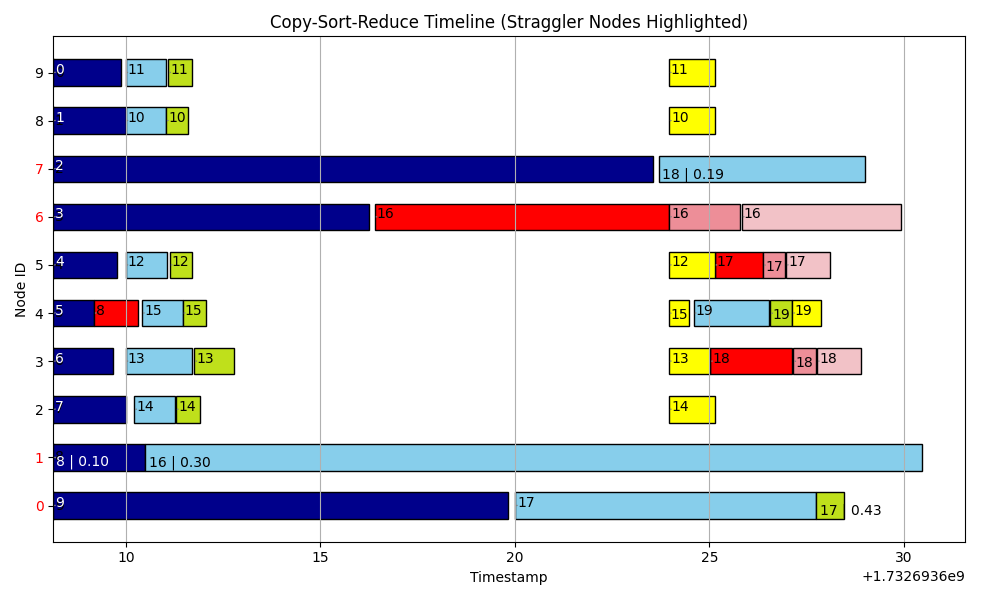 Copy-Sort-Reduce Timeline (Straggler Nodes Highlighted)
Node ID
9 0 11 11 11
8 1 10 10 10
7 2 18 | 0.19
6 3 16 16 16
5 4 12 12 12 17 17 17
4 5 8 15 15 15 19 19 19
3 6 13 13 13 18 18 18
2 7 14 14 14
1 8 | 0.10 16 | 0.30
0 9 17 17 0.43
10 15 20 25 30
Timestamp
+1.7326936e9